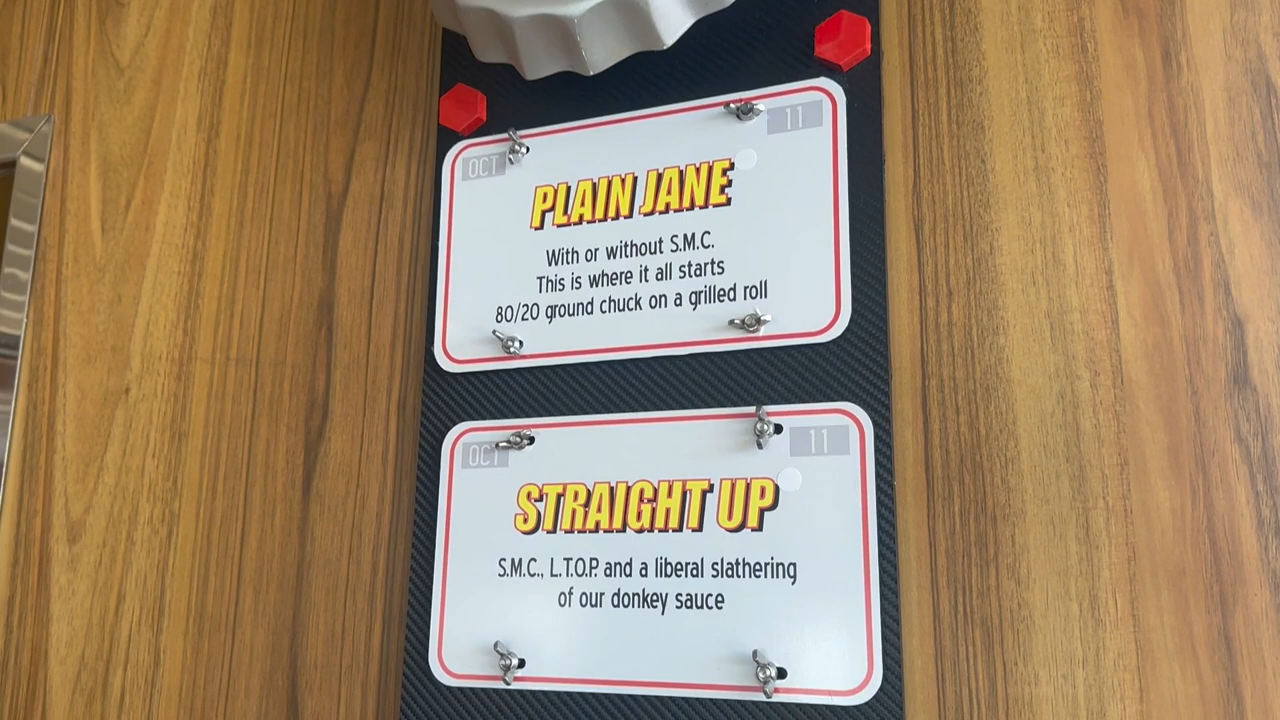 OCT 11
PLAIN JANE
With or without S.M.C.
This is where it all starts
80/20 ground chuck on a grilled roll
OCT 11
STRAIGHT UP
S.M.C., L.T.O.P. and a liberal slathering
of our donkey sauce